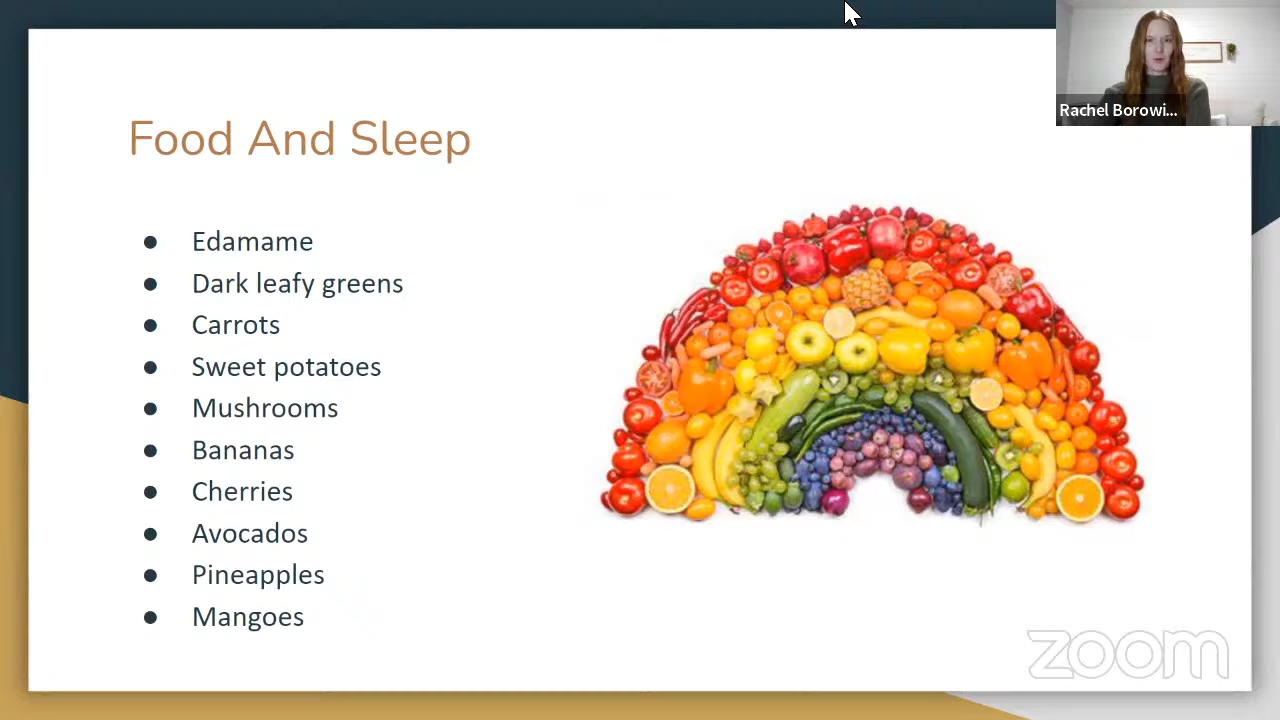 Rachel Borowi...
Food And Sleep
● Edamame
● Dark leafy greens
● Carrots
● Sweet potatoes
● Mushrooms
● Bananas
● Cherries
● Avocados
● Pineapples
● Mangoes
zoom